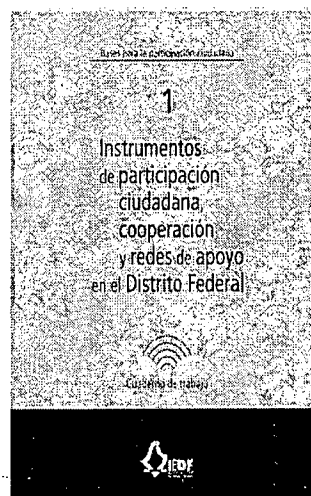 Bases para la participación ciudadana
1
Instrumentos
de participación
ciudadana,
cooperación
y redes de apoyo
en el Distrito Federal
Cuaderno de trabajo
IEDF